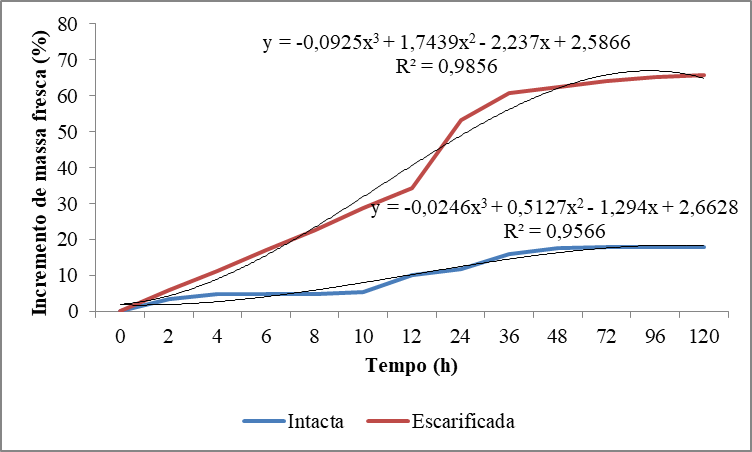 y = -0,0925x³ + 1,7439x² - 2,237x + 2,5866
R² = 0,9856
y = -0,0246x³ + 0,5127x² - 1,294x + 2,6628
R² = 0,9566
Incremento de massa fresca (%)
80
70
60
50
40
30
20
10
0
0 2 4 6 8 10 12 24 36 48 72 96 120
Tempo (h)
Intacta Escarificada